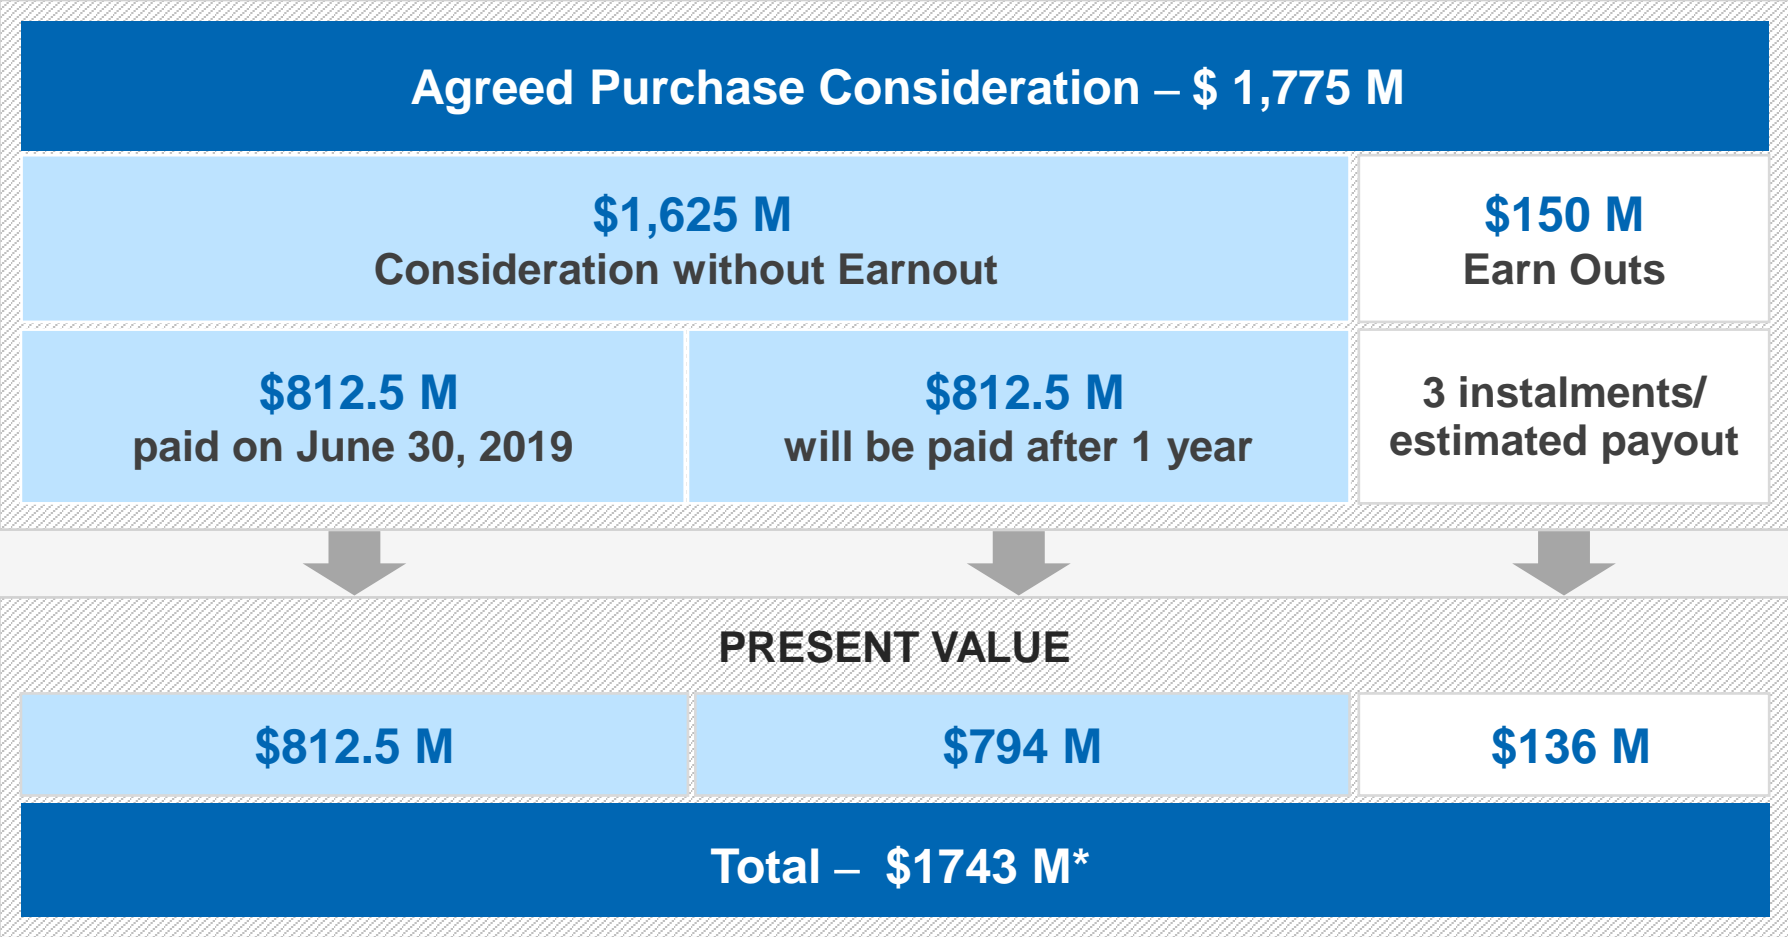 Agreed Purchase Consideration – $ 1,775 M
$1,625 M
Consideration without Earnout
$150 M
Earn Outs
$812.5 M
paid on June 30, 2019
$812.5 M
will be paid after 1 year
3 instalments/
estimated payout
PRESENT VALUE
$812.5 M
$794 M
$136 M
Total – $1743 M*